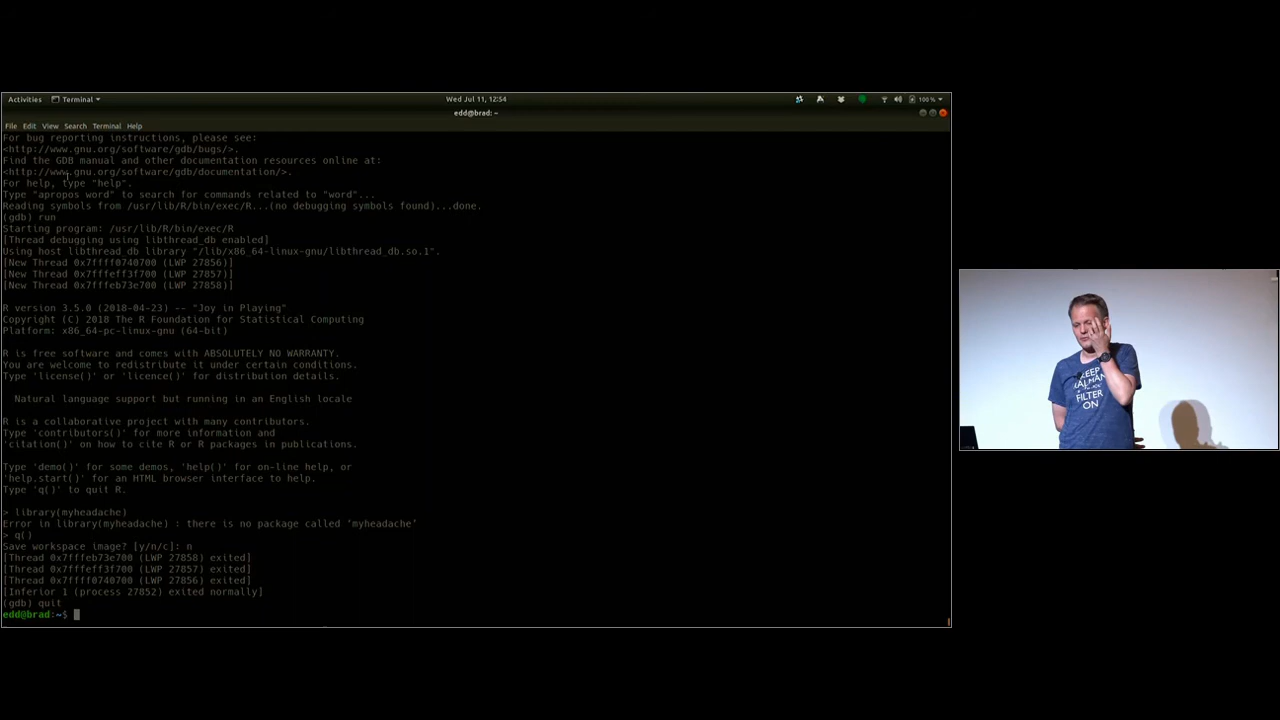 Activities
Terminal
Wed Jul 11, 12:54
100 %
edd@brad: ~
File Edit View Search Terminal Help
For bug reporting instructions, please see:
<http://www.gnu.org/software/gdb/bugs/>.
Find the GDB manual and other documentation resources online at:
<http://www.gnu.org/software/gdb/documentation/>.
For help, type "help".
Type "apropos word" to search for commands related to "word"...
Reading symbols from /usr/lib/R/bin/exec/R...(no debugging symbols found)...done.
(gdb) run
Starting program: /usr/lib/R/bin/exec/R
[Thread debugging using libthread_db enabled]
Using host libthread_db library "/lib/x86_64-linux-gnu/libthread_db.so.1".
[New Thread 0x7ffff0740700 (LWP 27856)]
[New Thread 0x7fffeff3f700 (LWP 27857)]
[New Thread 0x7fffeb73e700 (LWP 27858)]
R version 3.5.0 (2018-04-23) -- "Joy in Playing"
Copyright (C) 2018 The R Foundation for Statistical Computing
Platform: x86_64-pc-linux-gnu (64-bit)
R is free software and comes with ABSOLUTELY NO WARRANTY.
You are welcome to redistribute it under certain conditions.
Type 'license()' or 'licence()' for distribution details.
Natural language support but running in an English locale
R is a collaborative project with many contributors.
Type 'contributors()' for more information and
'citation()' on how to cite R or R packages in publications.
Type 'demo()' for some demos, 'help()' for on-line help, or
'help.start()' for an HTML browser interface to help.
Type 'q()' to quit R.
> library(myheadache)
Error in library(myheadache) : there is no package called ‘myheadache’
> q()
Save workspace image? [y/n/c]: n
[Thread 0x7fffeb73e700 (LWP 27858) exited]
[Thread 0x7fffeff3f700 (LWP 27857) exited]
[Thread 0x7ffff0740700 (LWP 27856) exited]
[Inferior 1 (process 27852) exited normally]
(gdb) quit
edd@brad:~$
KEEP
KALMAN
FILTER
ON